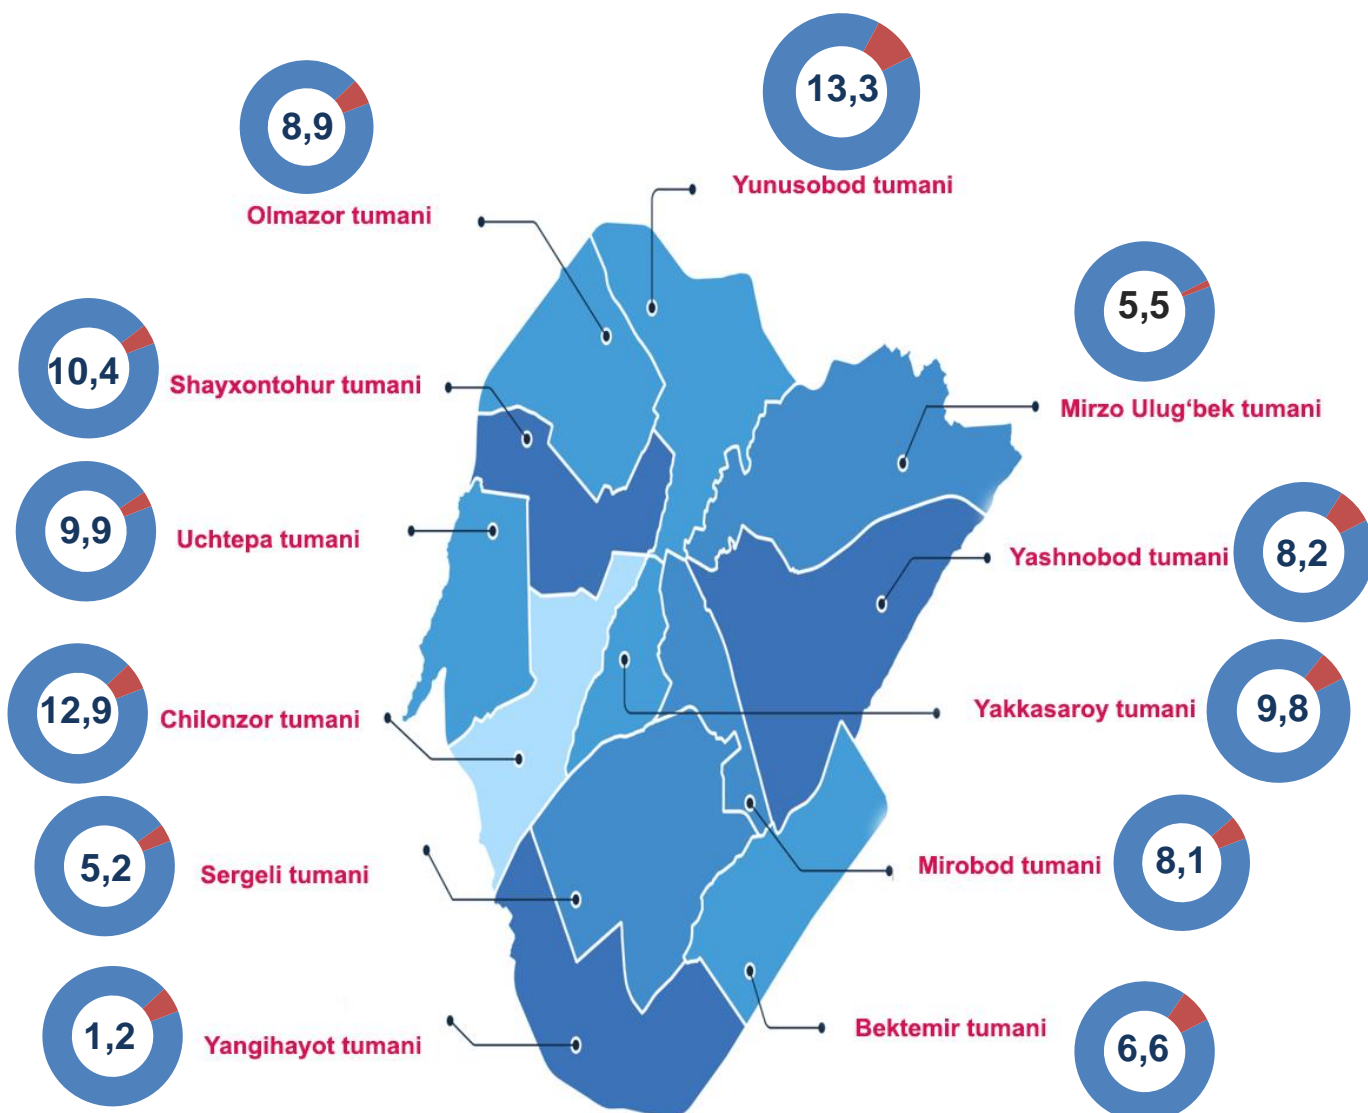 13,3
8,9
Yunusobod tumani
Olmazor tumani
5,5
10,4
Shayxontohur tumani
Mirzo Ulug‘bek tumani
9,9
Uchtepa tumani
Yashnobod tumani
8,2
12,9
Chilonzor tumani
Yakkasaroy tumani
9,8
5,2
Sergeli tumani
Mirobod tumani
8,1
1,2
Yangihayot tumani
Bektemir tumani
6,6